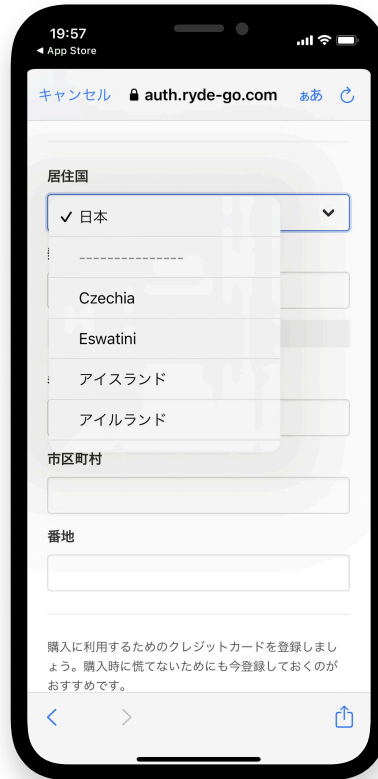 19:57
◀ App Store
キャンセル auth.ryde-go.com ぁあ
居住国
✓ 日本
---------------
Czechia
Eswatini
アイスランド
アイルランド
市区町村
番地
購入に利用するためのクレジットカードを登録しまし
ょう。購入時に慌てないためにも今登録しておくのが
おすすめです。